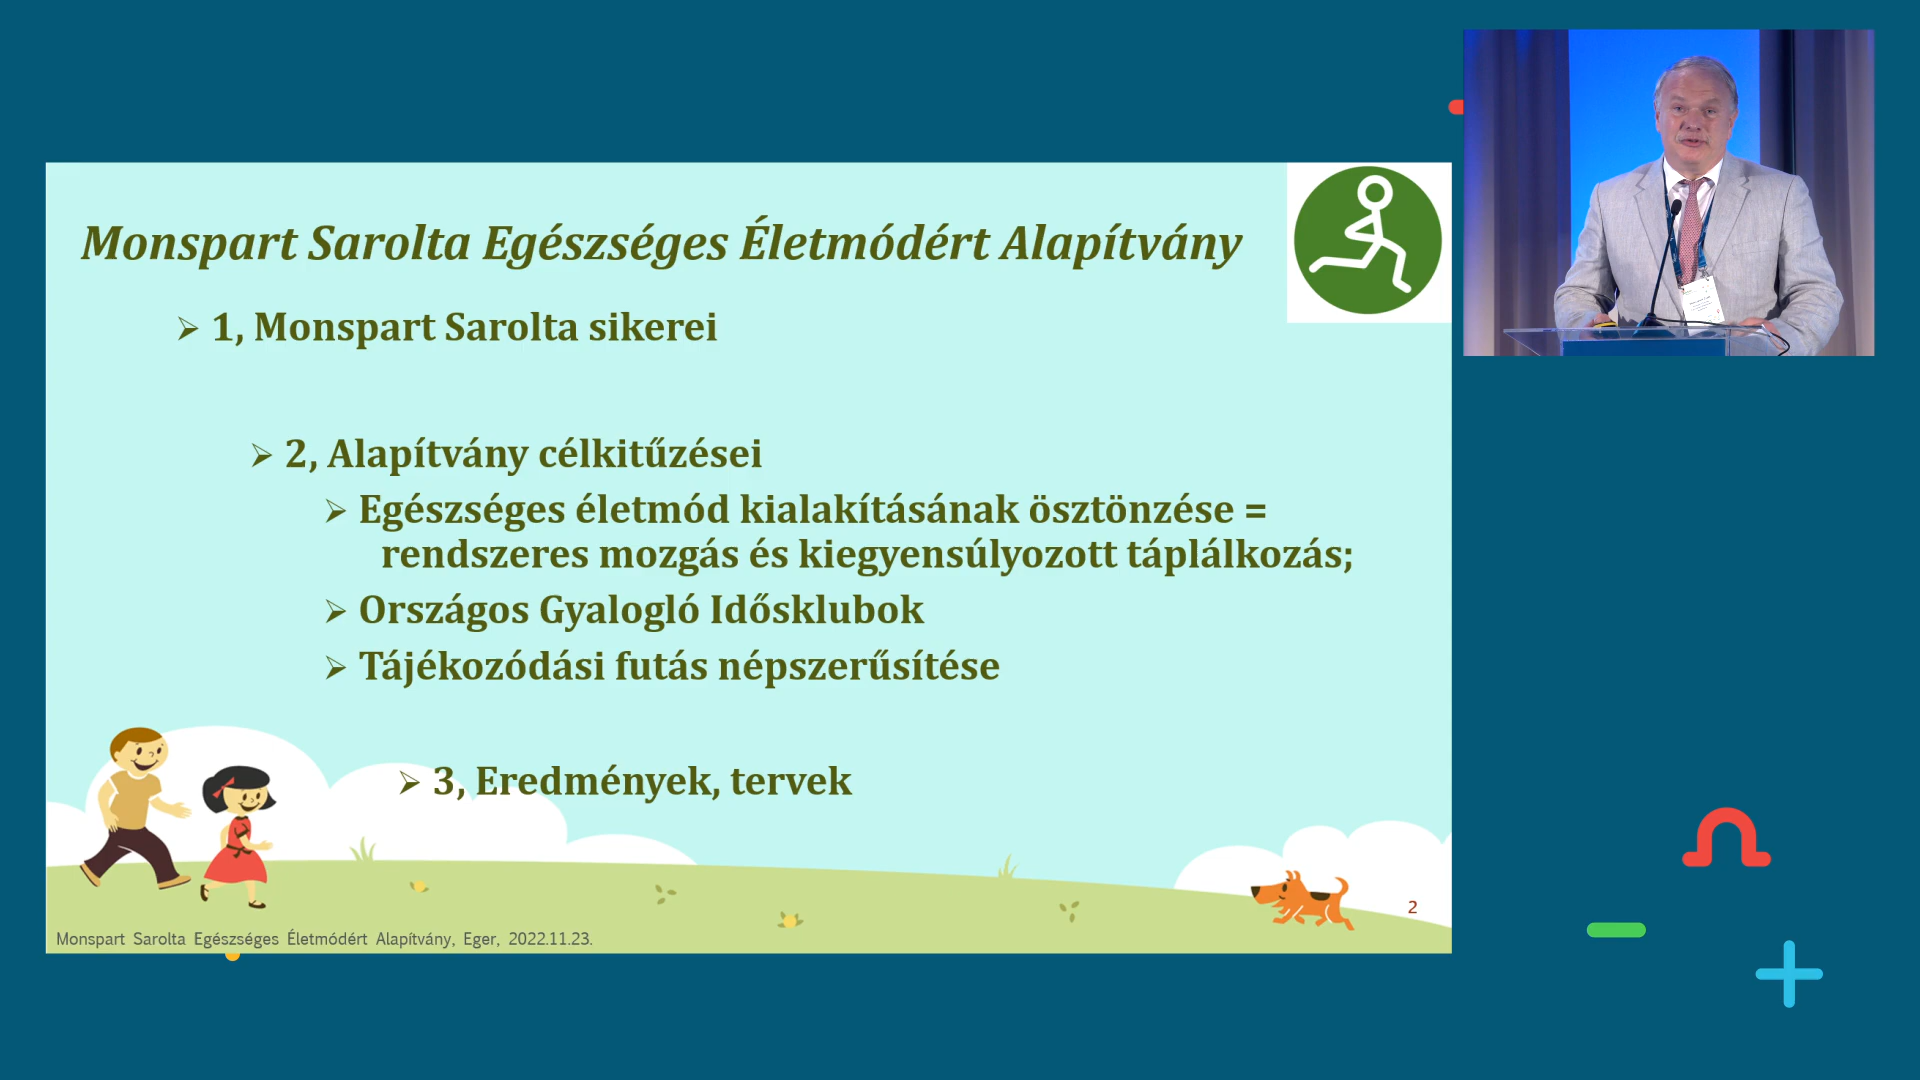 Monspart Sarolta Egészséges Életmódért Alapítvány
1, Monspart Sarolta sikerei
2, Alapítvány célkitűzései
Egészséges életmód kialakításának ösztönzése =
rendszeres mozgás és kiegyensúlyozott táplálkozás;
Országos Gyalogló Idősklubok
Tájékozódási futás népszerűsítése
3, Eredmények, tervek
2
Monspart Sarolta Egészséges Életmódért Alapítvány, Eger, 2022.11.23.